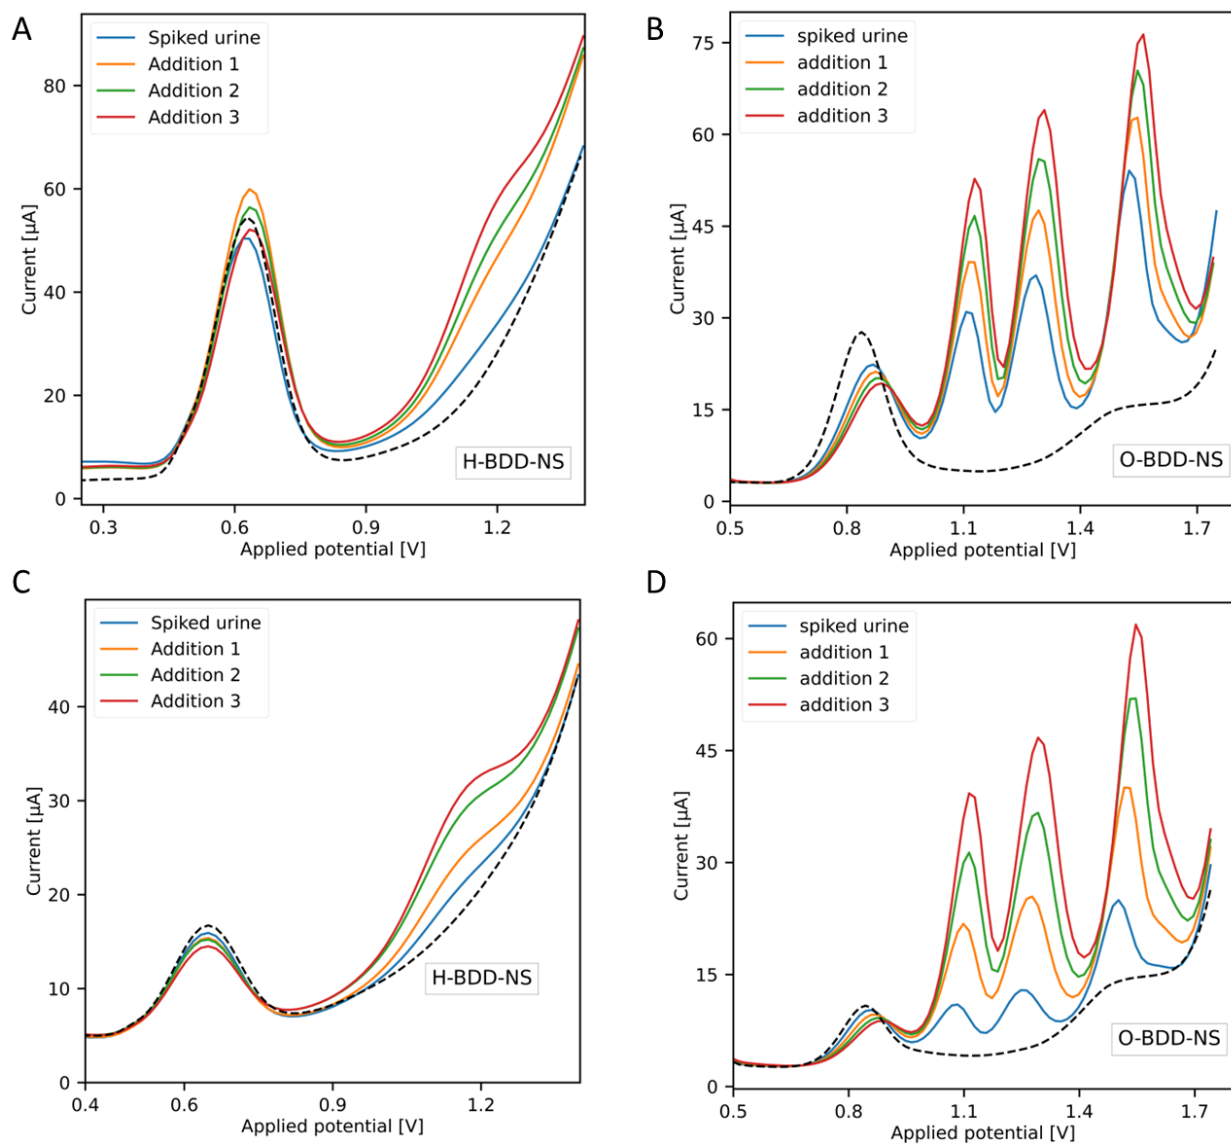 A
Spiked urine
Addition 1
Addition 2
Addition 3
Current [µA]
80
60
40
20
0
H-BDD-NS
0.3
0.6
0.9
1.2
Applied potential [V]
B
spiked urine
addition 1
addition 2
addition 3
Current [µA]
75
60
45
30
15
0
O-BDD-NS
0.5
0.8
1.1
1.4
1.7
Applied potential [V]
C
Spiked urine
Addition 1
Addition 2
Addition 3
Current [µA]
40
30
20
10
0
H-BDD-NS
0.4
0.6
0.9
1.2
Applied potential [V]
D
spiked urine
addition 1
addition 2
addition 3
Current [µA]
60
45
30
15
0
O-BDD-NS
0.5
0.8
1.1
1.4
1.7
Applied potential [V]